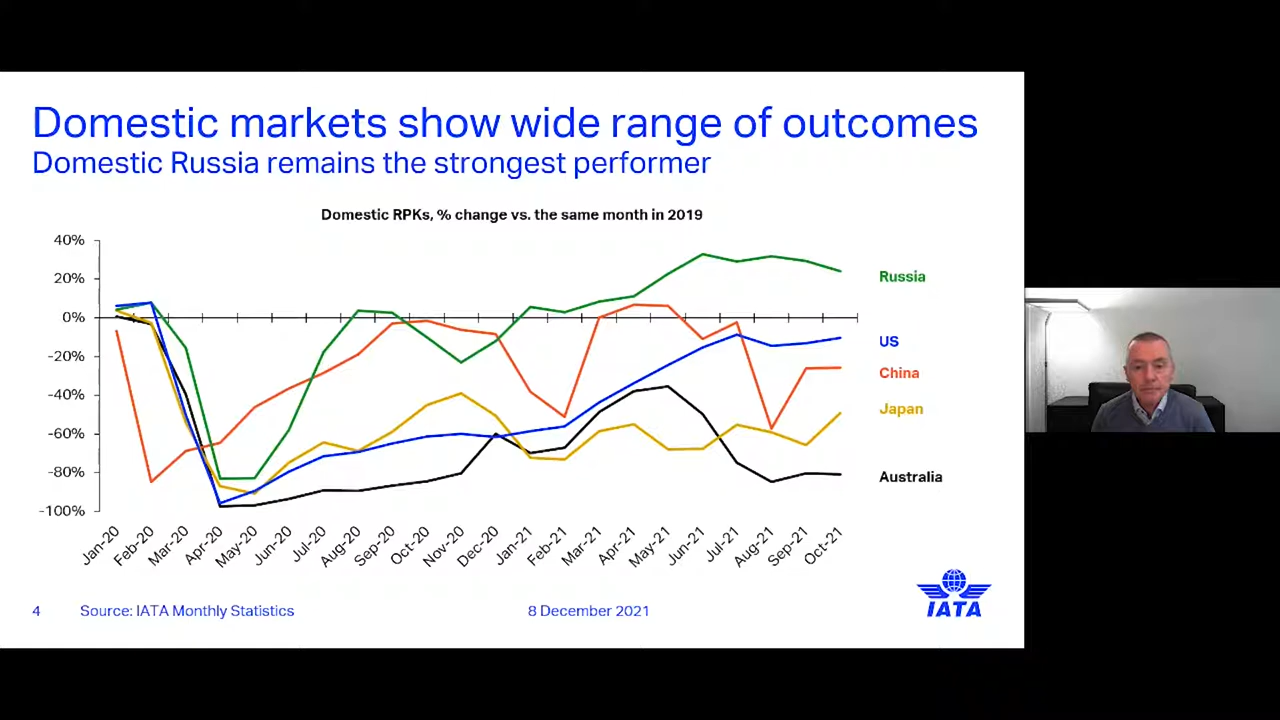 Domestic markets show wide range of outcomes
Domestic Russia remains the strongest performer
Domestic RPKs, % change vs. the same month in 2019
40%
20%
0%
-20%
-40%
-60%
-80%
-100%
Russia
US
China
Japan
Australia
Jan-20 Feb-20 Mar-20 Apr-20 May-20 Jun-20 Jul-20 Aug-20 Sep-20 Oct-20 Nov-20 Dec-20 Jan-21 Feb-21 Mar-21 Apr-21 May-21 Jun-21 Jul-21 Aug-21 Sep-21 Oct-21
IATA
4 Source: IATA Monthly Statistics 8 December 2021